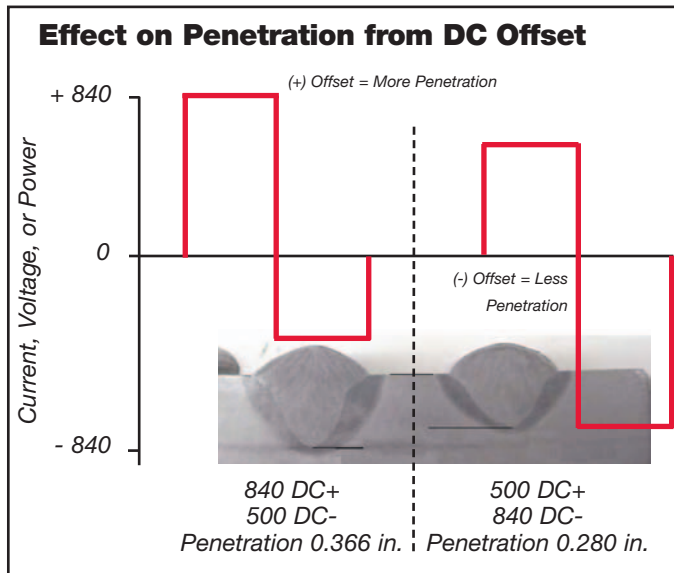 Effect on Penetration from DC Offset
(+) Offset = More Penetration
+ 840
Current, Voltage, or Power
0
(-) Offset = Less
Penetration
- 840
840 DC+
500 DC-
Penetration 0.366 in.
500 DC+
840 DC-
Penetration 0.280 in.